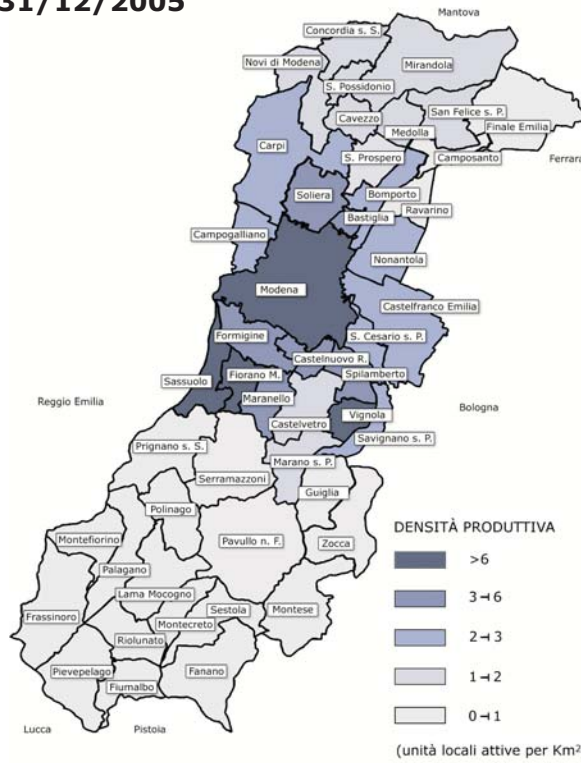 31/12/2005
Mantova
Concordia s. S.
Novi di Modena
Mirandola
S. Possidonio
San Felice s. P.
Cavezzo
Medolla
Finale Emilia
Carpi
S. Prospero
Camposanto
Ferrara
Soliera
Bomporto
Ravarino
Bastiglia
Campogalliano
Nonantola
Modena
Castelfranco Emilia
Formigine
S. Cesario s. P.
Castelnuovo R.
Fiorano M.
Spilamberto
Sassuolo
Maranello
Reggio Emilia
Vignola
Bologna
Castelvetro
Savignano s. P.
Prignano s. S.
Marano s. P.
Serramazzoni
Guiglia
Polinago
Montefiorino
Pavullo n. F.
Zocca
Palagano
Lama Mocogno
Frassinoro
Sestola
Montese
Montecreto
Riolunato
Pievepelago
Fanano
Fiumalbo
Lucca
Pistoia
DENSITÀ PRODUTTIVA
>6
3⊣6
2⊣3
1⊣2
0⊣1
(unità locali attive per Km²